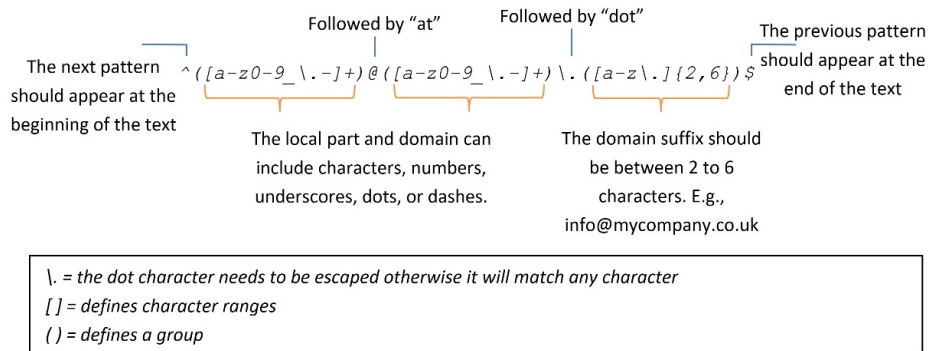 Followed by “at”
Followed by “dot”
The previous pattern
should appear at the
end of the text
The next pattern
should appear at the
beginning of the text
^([a-z0-9_\.-]+)@([a-z0-9_\.-]+)\.([a-z\.]{2,6})$
The local part and domain can
include characters, numbers,
underscores, dots, or dashes.
The domain suffix should
be between 2 to 6
characters. E.g.,
info@mycompany.co.uk
\. = the dot character needs to be escaped otherwise it will match any character
[ ] = defines character ranges
( ) = defines a group